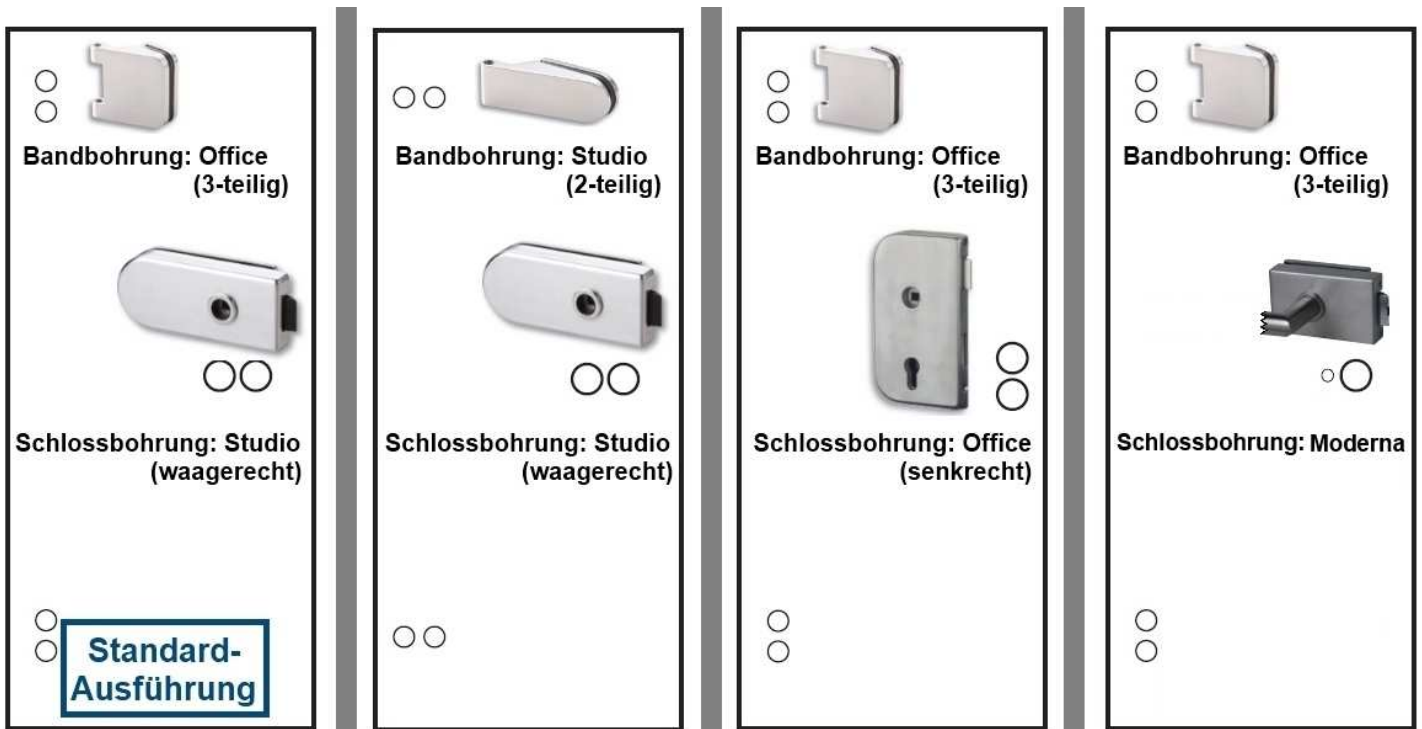 Bandbohrung: Office
(3-teilig)
Schlossbohrung: Studio
(waagerecht)
Standard-
Ausführung
Bandbohrung: Studio
(2-teilig)
Schlossbohrung: Studio
(waagerecht)
Bandbohrung: Office
(3-teilig)
Schlossbohrung: Office
(senkrecht)
Bandbohrung: Office
(3-teilig)
Schlossbohrung: Moderna